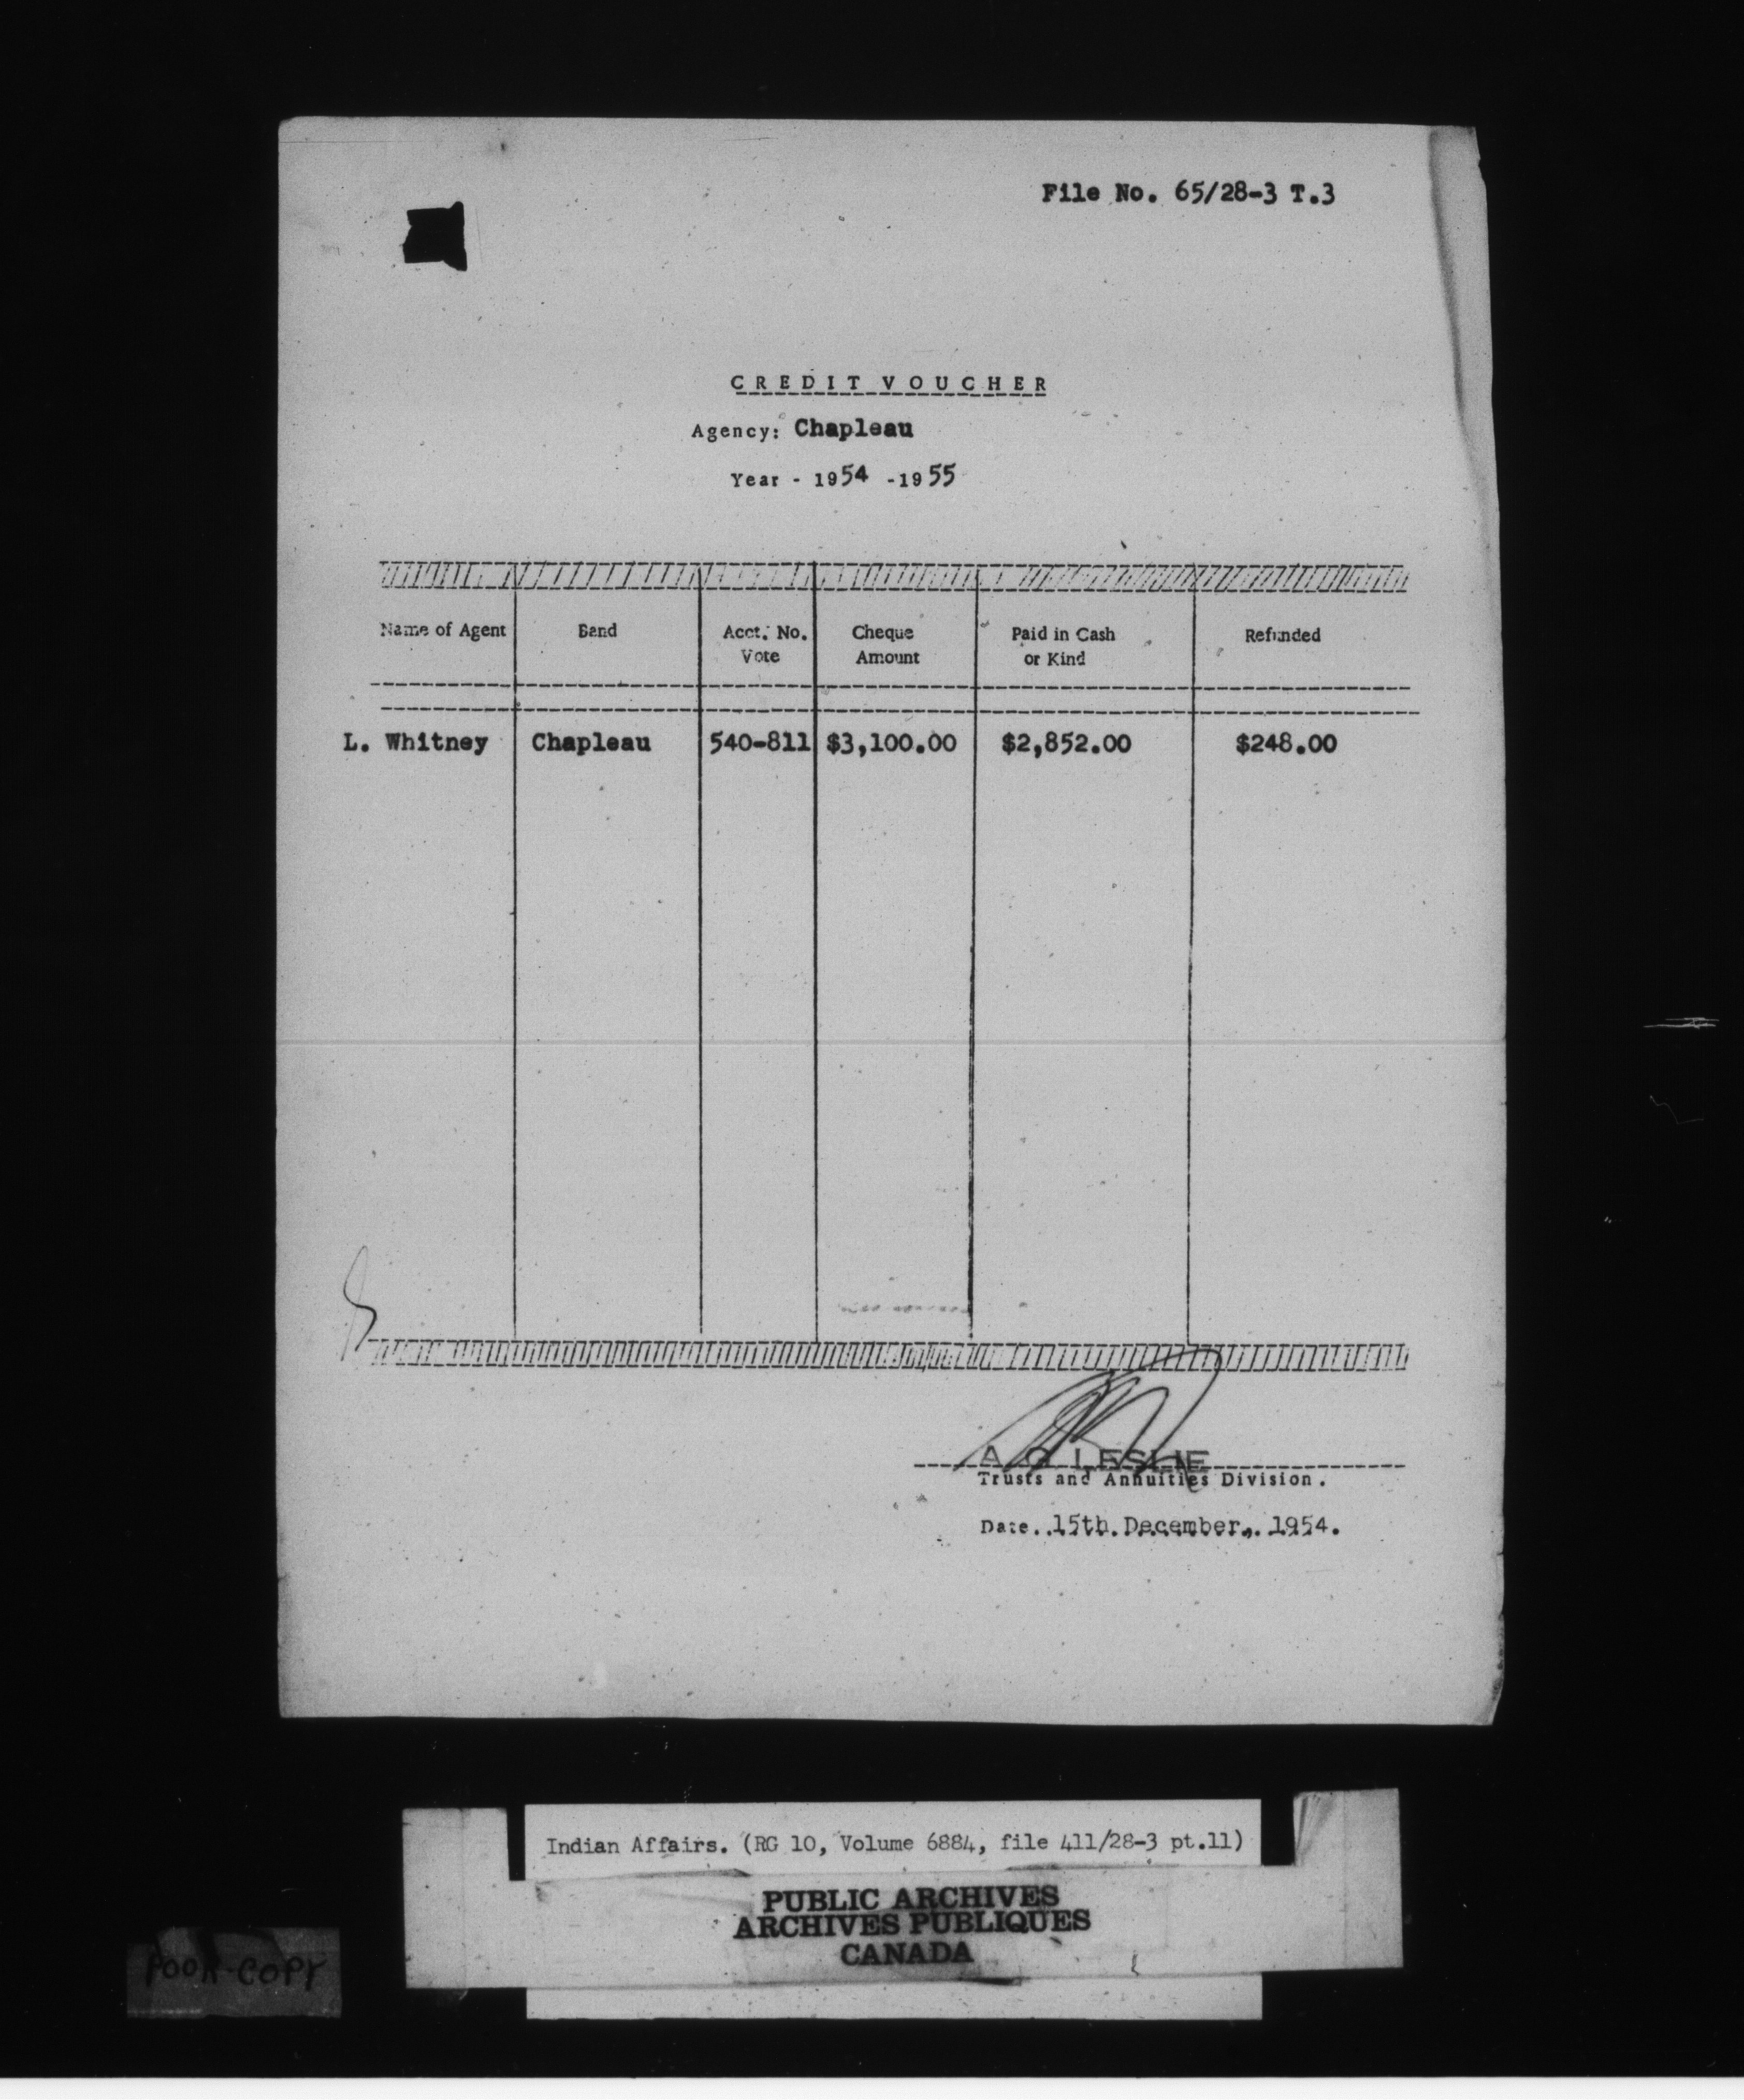 File No. 65/28-3 T.3
CREDIT VOUCHER
Agency: Chapleau
Year - 1954 - 1955
Name of Agent Band Acct. No. Vote Cheque Amount Paid in Cash or Kind Refunded
L. Whitney Chapleau 540-811 $3,100.00 $2,852.00 $248.00
A. G. LESLIE
Trusts and Annuities Division.
Date. 15th. December,. 1954.
Indian Affairs. (RG 10, Volume 6884, file 411/28-3 pt.11)
PUBLIC ARCHIVES
ARCHIVES PUBLIQUES
CANADA
POOR-COPY